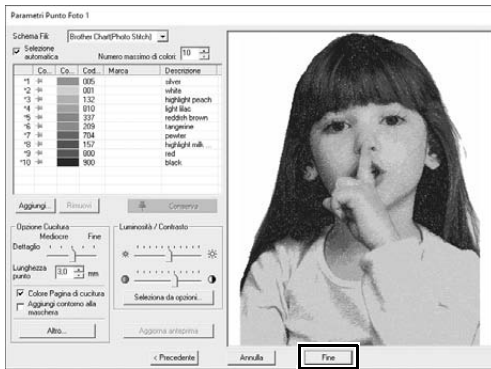 Parametri Punto Foto 1
Schema Fili: Brother Chart(Photo Stitch)
Selezione automatica
Numero massimo di colori: 10
Co... Co... Cod... Marca Descrizione
*1 005 silver
*2 001 white
*3 132 highlight peach
*4 810 light lilac
*5 337 reddish brown
*6 209 tangerine
*7 704 pewter
*8 157 highlight milk ...
*9 800 red
*10 900 black
Aggiungi... Rimuovi Conserva
Opzione Cucitura
Mediocre Fine
Dettaglio
Lunghezza punto 3,0 mm
Colore Pagina di cucitura
Aggiungi contorno alla maschera
Altro...
Luminosità / Contrasto
Seleziona da opzioni...
Aggiorna anteprima
< Precedente Annulla Fine